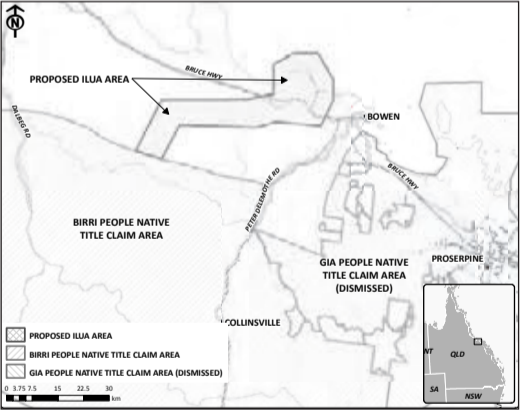 N
BRUCE HWY
PROPOSED ILUA AREA
BOWEN
DALBEG RD
BRUCE HWY
PETER DELEMOTHE RD
BIRRI PEOPLE NATIVE
TITLE CLAIM AREA
GIA PEOPLE NATIVE
TITLE CLAIM AREA
(DISMISSED)
PROSERPINE
COLLINSVILLE
PROPOSED ILUA AREA
BIRRI PEOPLE NATIVE TITLE CLAIM AREA
GIA PEOPLE NATIVE TITLE CLAIM AREA (DISMISSED)
0 3.75 7.5 15 22.5 30
km
NT
QLD
SA
NSW